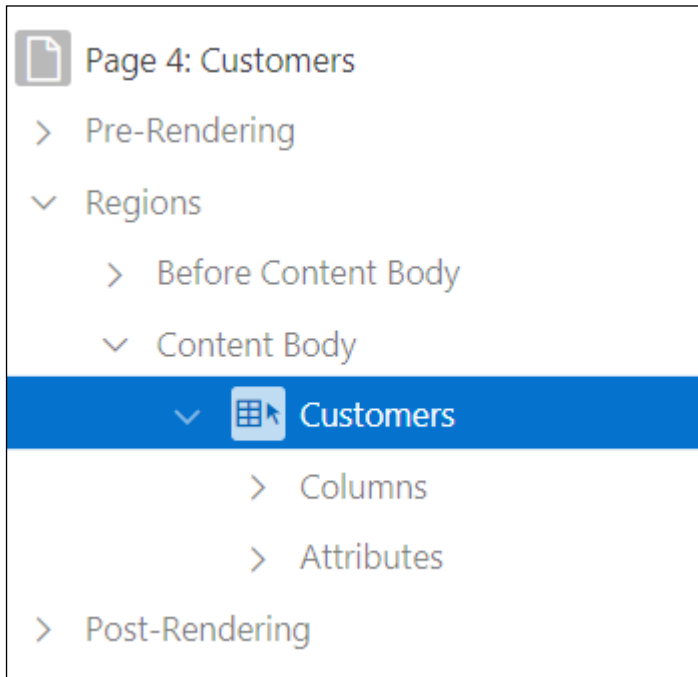 Page 4: Customers
Pre-Rendering
Regions
Before Content Body
Content Body
Customers
Columns
Attributes
Post-Rendering